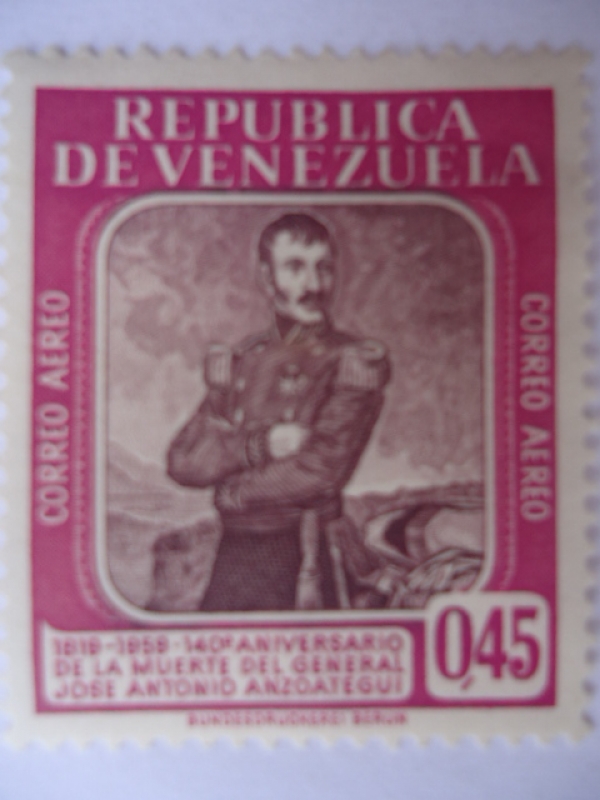 REPUBLICA
DE VENEZUELA
CORREO AEREO
CORREO AEREO
1819-1959-140º ANIVERSARIO
DE LA MUERTE DEL GENERAL
JOSE ANTONIO ANZOATEGUI
0,45
BUNDESDRUCKEREI BERLIN